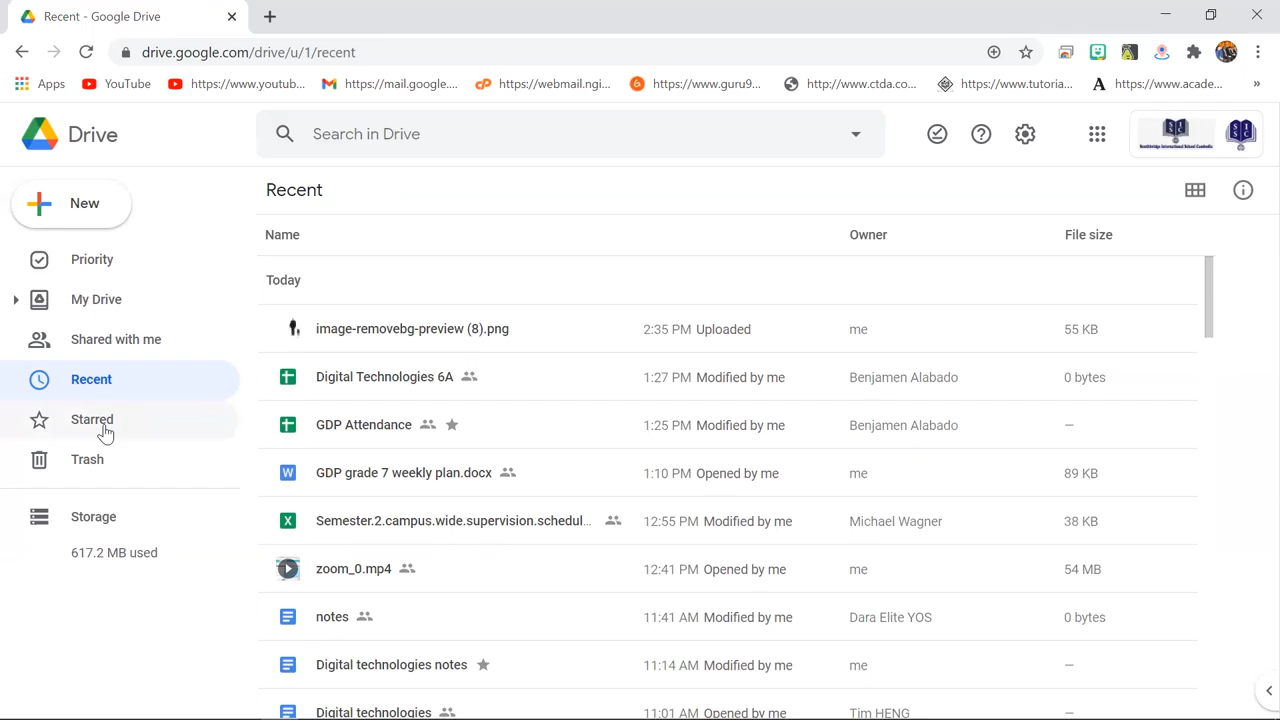 Recent - Google Drive
drive.google.com/drive/u/1/recent
Apps YouTube https://www.youtub... https://mail.google.... https://webmail.ngi... https://www.guru9... http://www.ctda.co... https://www.tutoria... https://www.acade... »
Drive Search in Drive
Southbridge International School Cambodia
New Recent
Name Owner File size
Priority
Today
My Drive
image-removebg-preview (8).png 2:35 PM Uploaded me 55 KB
Shared with me
Digital Technologies 6A 1:27 PM Modified by me Benjamen Alabado 0 bytes
Recent
GDP Attendance 1:25 PM Modified by me Benjamen Alabado —
Starred
GDP grade 7 weekly plan.docx 1:10 PM Opened by me me 89 KB
Trash
Semester.2.campus.wide.supervision.schedul... 12:55 PM Modified by me Michael Wagner 38 KB
Storage
617.2 MB used
zoom_0.mp4 12:41 PM Opened by me me 54 MB
notes 11:41 AM Modified by me Dara Elite YOS 0 bytes
Digital technologies notes 11:14 AM Modified by me me —
Digital technologies 11:01 AM Opened by me Tim HENG